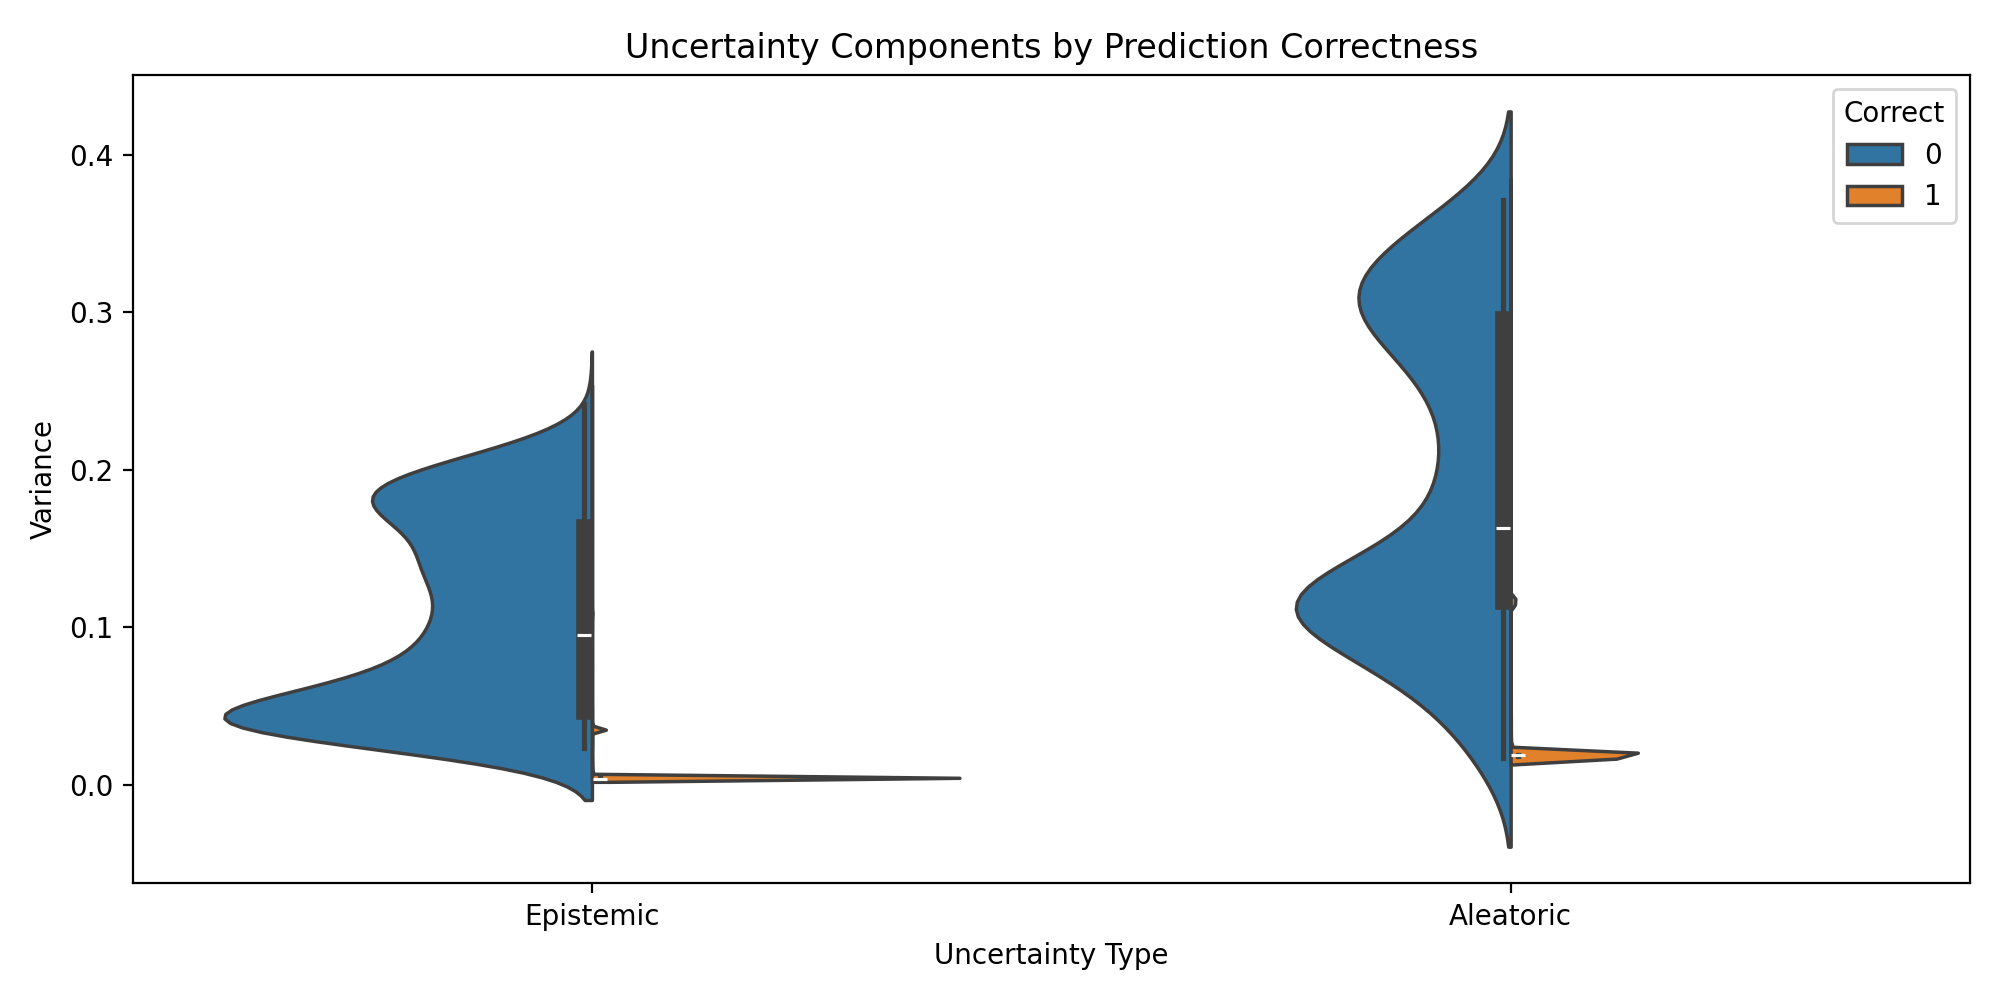 Uncertainty Components by Prediction Correctness
Correct
0
1
Variance
0.4
0.3
0.2
0.1
0.0
Epistemic
Aleatoric
Uncertainty Type